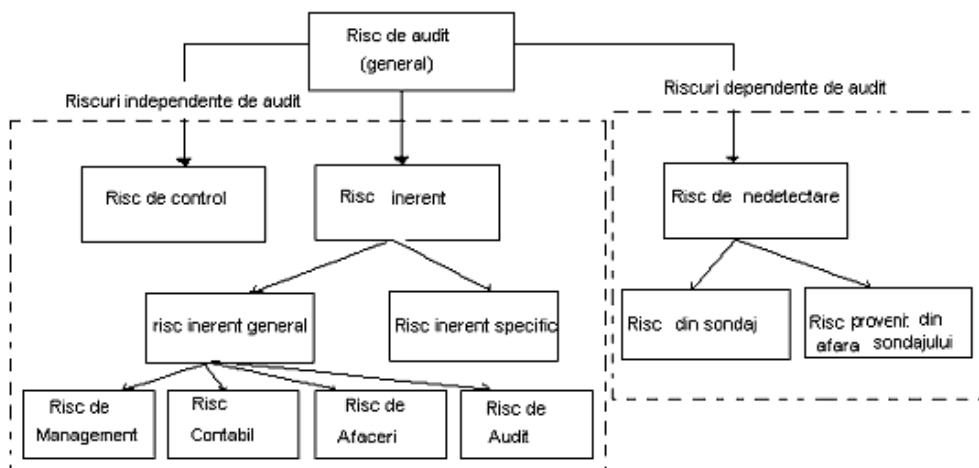 Risc de audit
(general)
Riscuri independente de audit
Riscuri dependente de audit
Risc de control
Risc inerent
Risc de nedetectare
risc inerent general
Risc inerent specific
Risc din sondaj
Risc provenit din
afara sondajului
Risc de
Management
Risc
Contabil
Risc de
Afaceri
Risc de
Audit